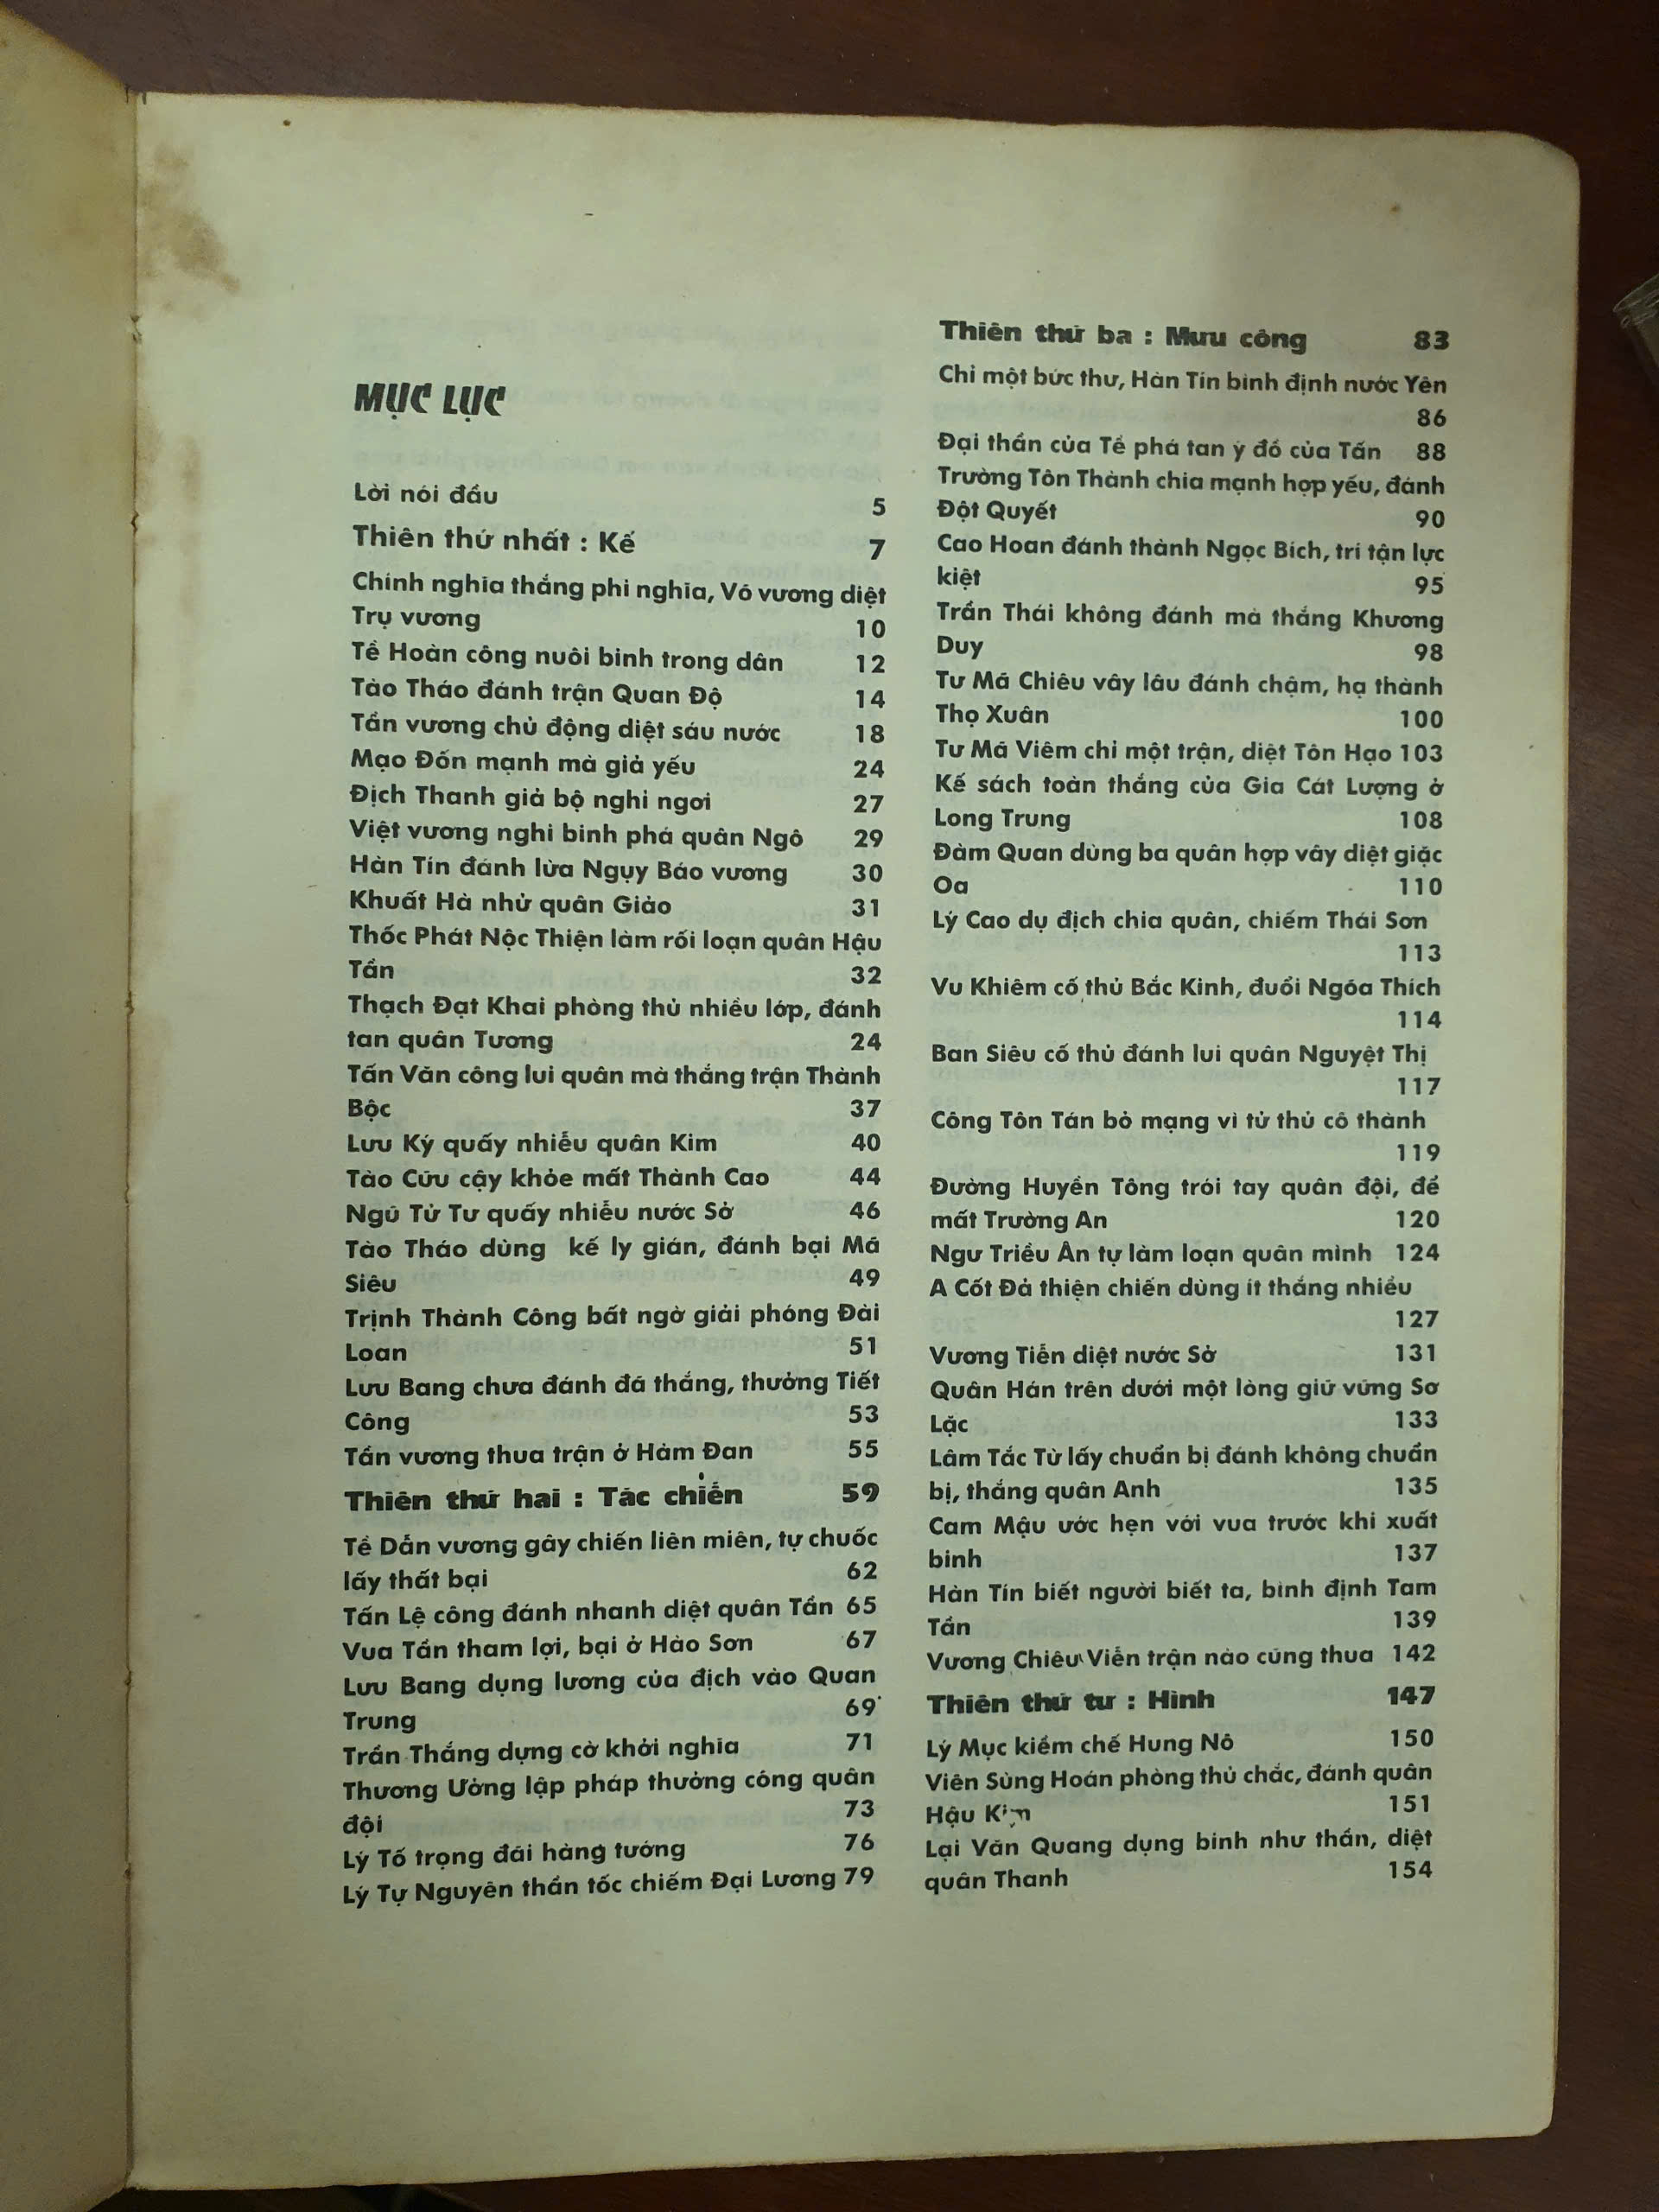 MỤC LỤC
Lời nói đầu 5
Thiên thứ nhất : Kế 7
Chính nghĩa thắng phi nghĩa, Võ vương diệt
Trụ vương 10
Tề Hoàn công nuôi binh trong dân 12
Tào Tháo đánh trận Quan Độ 14
Tần vương chủ động diệt sáu nước 18
Mạo Đốn mạnh mà giả yếu 24
Địch Thanh giả bộ nghỉ ngơi 27
Việt vương nghi binh phá quân Ngô 29
Hàn Tín đánh lừa Ngụy Báo vương 30
Khuất Hà nhử quân Giảo 31
Thốc Phát Nộc Thiện làm rối loạn quân Hậu
Tần 32
Thạch Đạt Khai phòng thủ nhiều lớp, đánh
tan quân Tương 24
Tấn Văn công lui quân mà thắng trận Thành
Bộc 37
Lưu Kỳ quấy nhiễu quân Kim 40
Tào Cữu cậy khỏe mất Thành Cao 44
Ngũ Tử Tư quấy nhiễu nước Sở 46
Tào Tháo dùng kế ly gián, đánh bại Mã
Siêu 49
Trịnh Thành Công bất ngờ giải phóng Đài
Loan 51
Lưu Bang chưa đánh đã thắng, thưởng Tiết
Công 53
Tần vương thua trận ở Hàm Đan 55
Thiên thứ hai : Tác chiến 59
Tề Dẫn vương gây chiến liên miên, tự chuốc
lấy thất bại 62
Tấn Lệ công đánh nhanh diệt quân Tần 65
Vua Tần tham lợi, bại ở Hào Sơn 67
Lưu Bang dụng lương của địch vào Quan
Trung 69
Trần Thắng dựng cờ khởi nghĩa 71
Thương Ưởng lập pháp thưởng công quân
đội 73
Lý Tố trọng đãi hàng tướng 76
Lý Tự Nguyên thần tốc chiếm Đại Lương 79
Thiên thứ ba : Mưu công 83
Chỉ một bức thư, Hàn Tín bình định nước Yên
86
Đại thần của Tề phá tan ý đồ của Tấn 88
Trường Tôn Thành chia mạnh hợp yếu, đánh
Đột Quyết 90
Cao Hoan đánh thành Ngọc Bích, trí tận lực
kiệt 95
Trần Thái không đánh mà thắng Khương
Duy 98
Tư Mã Chiêu vây lâu đánh chậm, hạ thành
Thọ Xuân 100
Tư Mã Viêm chỉ một trận, diệt Tôn Hạo 103
Kế sách toàn thắng của Gia Cát Lượng ở
Long Trung 108
Đàm Quan dùng ba quân hợp vây diệt giặc
Oa 110
Lý Cao dụ địch chia quân, chiếm Thái Sơn
113
Vu Khiêm cố thủ Bắc Kinh, đuổi Ngõa Thích
114
Ban Siêu cố thủ đánh lui quân Nguyệt Thị
117
Công Tôn Tán bỏ mạng vì tử thủ cô thành
119
Đường Huyền Tông trói tay quân đội, để
mất Trường An 120
Ngư Triều Ân tự làm loạn quân mình 124
A Cốt Đả thiện chiến dùng ít thắng nhiều
127
Vương Tiễn diệt nước Sở 131
Quân Hán trên dưới một lòng giữ vững Sơ
Lặc 133
Lâm Tắc Từ lấy chuẩn bị đánh không chuẩn
bị, thắng quân Anh 135
Cam Mậu ước hẹn với vua trước khi xuất
binh 137
Hàn Tín biết người biết ta, bình định Tam
Tần 139
Vương Chiêu Viễn trận nào cũng thua 142
Thiên thứ tư : Hình 147
Lý Mục kiềm chế Hung Nô 150
Viên Sùng Hoán phòng thủ chắc, đánh quân
Hậu Kim 151
Lại Văn Quang dụng binh như thần, diệt
quân Thanh 154